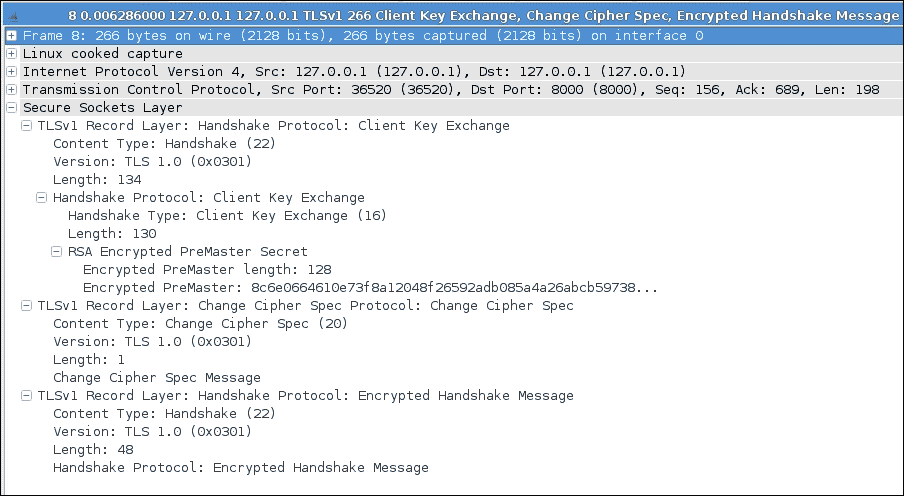 8 0.006286000 127.0.0.1 127.0.0.1 TLSv1 266 Client Key Exchange, Change Cipher Spec, Encrypted Handshake Message
Frame 8: 266 bytes on wire (2128 bits), 266 bytes captured (2128 bits) on interface 0
Linux cooked capture
Internet Protocol Version 4, Src: 127.0.0.1 (127.0.0.1), Dst: 127.0.0.1 (127.0.0.1)
Transmission Control Protocol, Src Port: 36520 (36520), Dst Port: 8000 (8000), Seq: 156, Ack: 689, Len: 198
Secure Sockets Layer
TLSv1 Record Layer: Handshake Protocol: Client Key Exchange
Content Type: Handshake (22)
Version: TLS 1.0 (0x0301)
Length: 134
Handshake Protocol: Client Key Exchange
Handshake Type: Client Key Exchange (16)
Length: 130
RSA Encrypted PreMaster Secret
Encrypted PreMaster length: 128
Encrypted PreMaster: 8c6e0664610e73f8a12048f26592adb085a4a26abcb59738...
TLSv1 Record Layer: Change Cipher Spec Protocol: Change Cipher Spec
Content Type: Change Cipher Spec (20)
Version: TLS 1.0 (0x0301)
Length: 1
Change Cipher Spec Message
TLSv1 Record Layer: Handshake Protocol: Encrypted Handshake Message
Content Type: Handshake (22)
Version: TLS 1.0 (0x0301)
Length: 48
Handshake Protocol: Encrypted Handshake Message